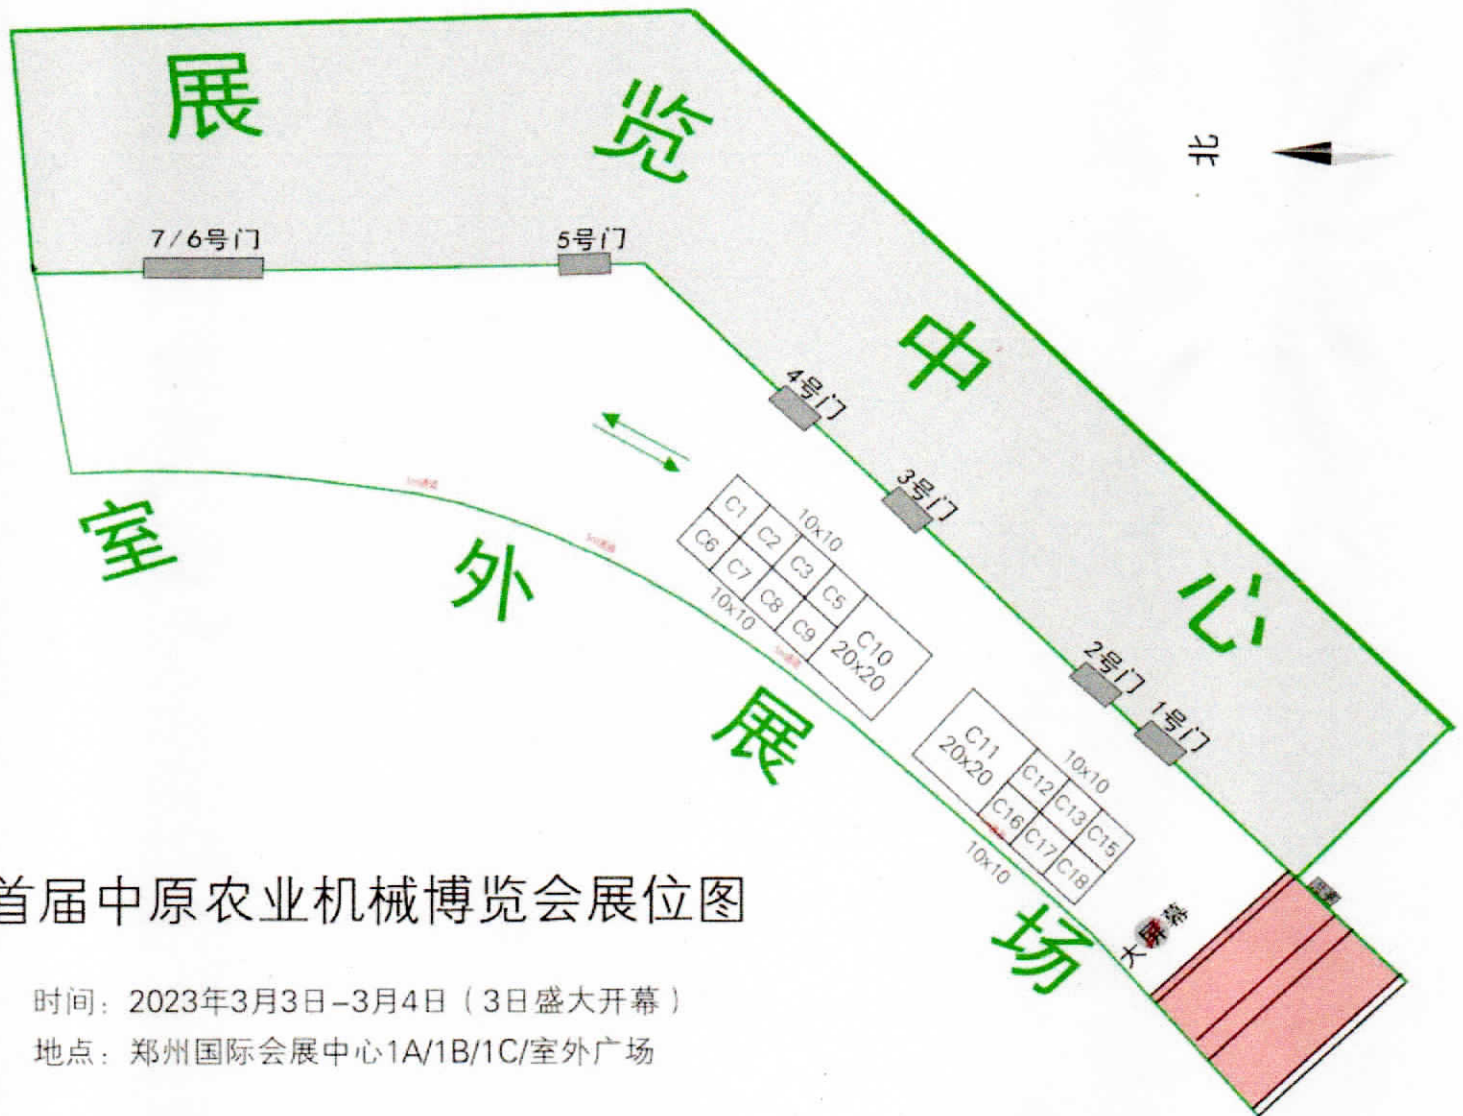 展览中心
北
7/6号门
5号门
4号门
3号门
2号门
1号门
10x10
C1
C2
C3
C5
C6
C7
C8
C9
10x10
C10
20x20
C11
20x20
10x10
C12
C13
C15
C16
C17
C18
10x10
室外展场
大屏幕
首届中原农业机械博览会展位图
时间：2023年3月3日-3月4日（3日盛大开幕）
地点：郑州国际会展中心1A/1B/1C/室外广场